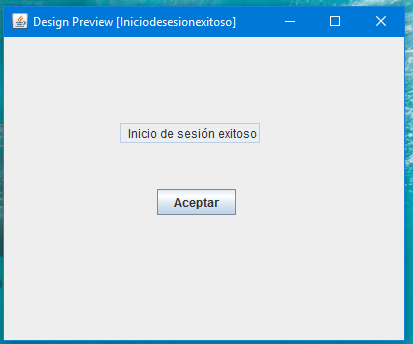 Design Preview [Iniciodesesionexitoso]
Inicio de sesión exitoso
Aceptar